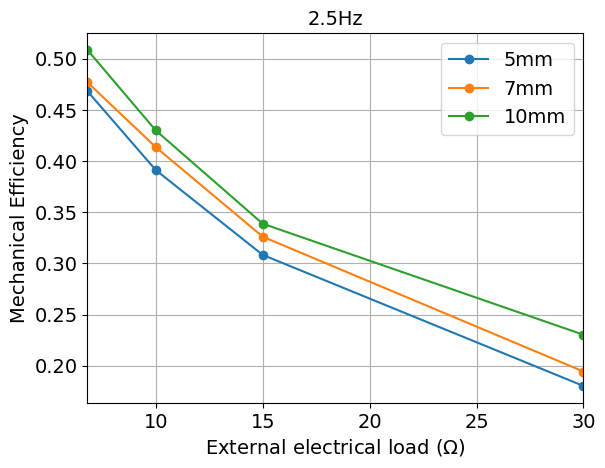 2.5Hz
5mm
7mm
10mm
Mechanical Efficiency
0.50
0.45
0.40
0.35
0.30
0.25
0.20
10 15 20 25 30
External electrical load (Ω)